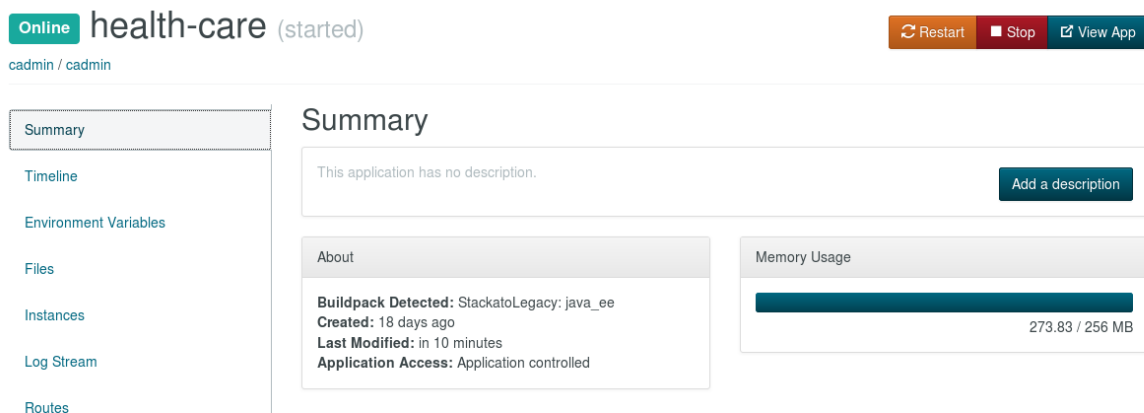 Online health-care (started)
Restart Stop View App
cadmin / cadmin
Summary
Timeline
Environment Variables
Files
Instances
Log Stream
Routes
Summary
This application has no description.
Add a description
About
Buildpack Detected: StackatoLegacy: java_ee
Created: 18 days ago
Last Modified: in 10 minutes
Application Access: Application controlled
Memory Usage
273.83 / 256 MB